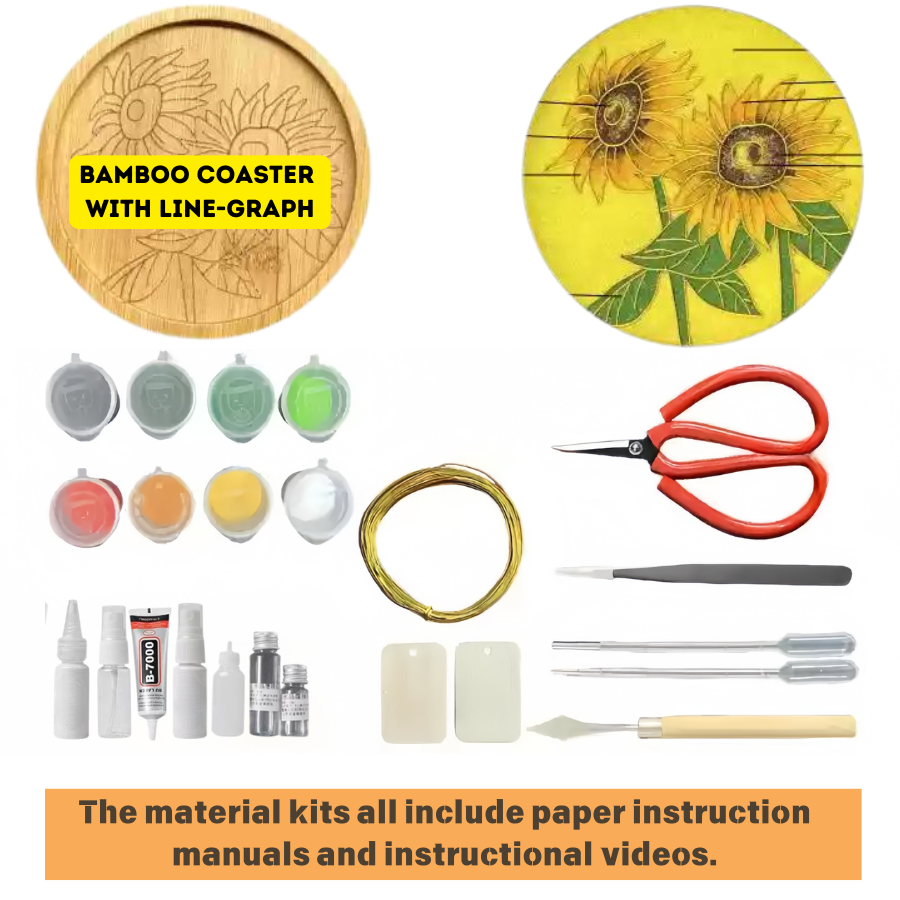 BAMBOO COASTER
WITH LINE-GRAPH
B-7000
The material kits all include paper instruction
manuals and instructional videos.